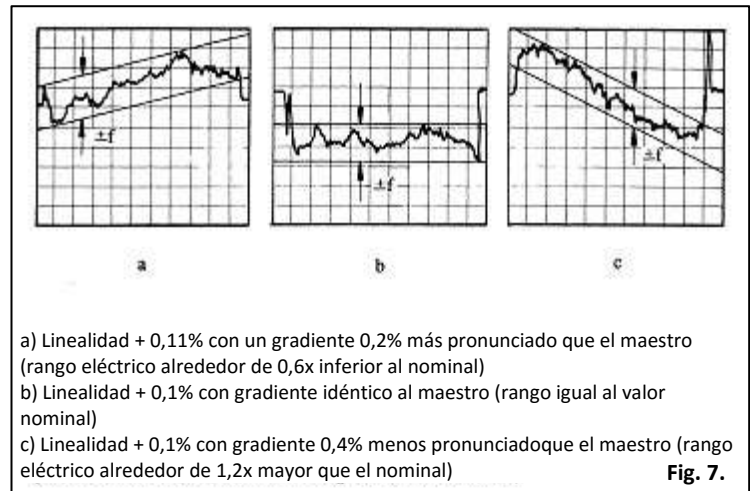 ±f
±f
±f
a
b
c
a) Linealidad + 0,11% con un gradiente 0,2% más pronunciado que el maestro
(rango eléctrico alrededor de 0,6x inferior al nominal)
b) Linealidad + 0,1% con gradiente idéntico al maestro (rango igual al valor
nominal)
c) Linealidad + 0,1% con gradiente 0,4% menos pronunciadoque el maestro (rango
eléctrico alrededor de 1,2x mayor que el nominal)
Fig. 7.